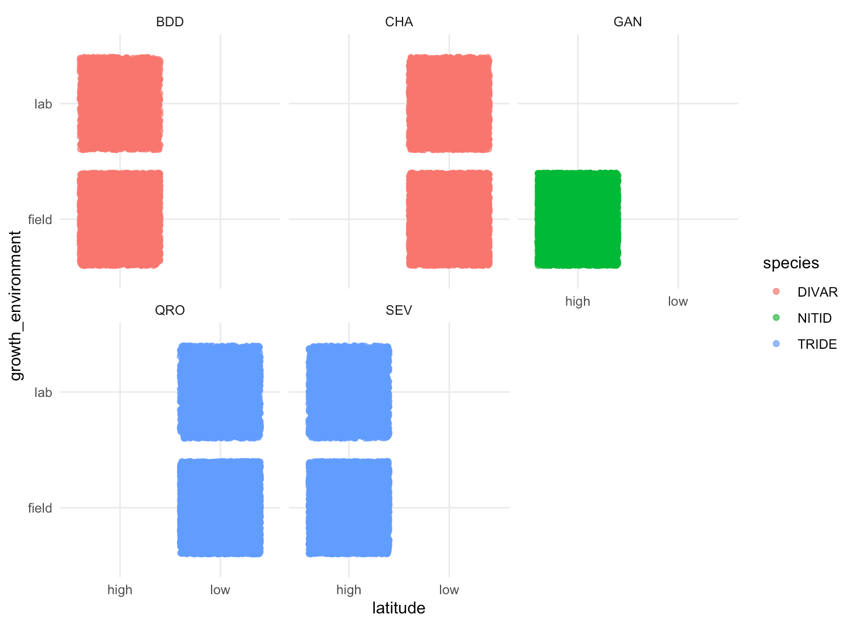 BDD CHA GAN
lab
field
high low
QRO SEV
lab
field
high low high low
latitude
growth_environment
species
DIVAR
NITID
TRIDE